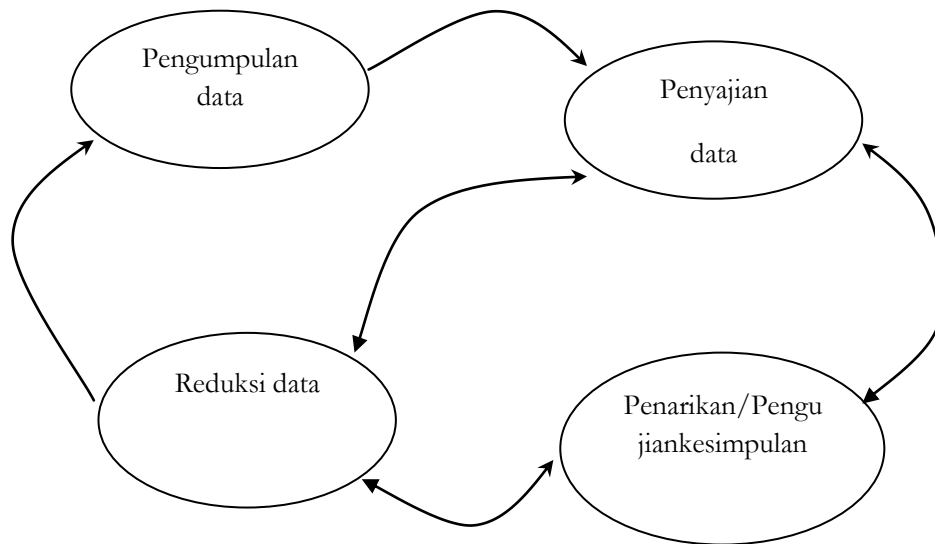 Pengumpulan
data
Penyajian
data
Reduksi data
Penarikan/Pengu
jiankesimpulan